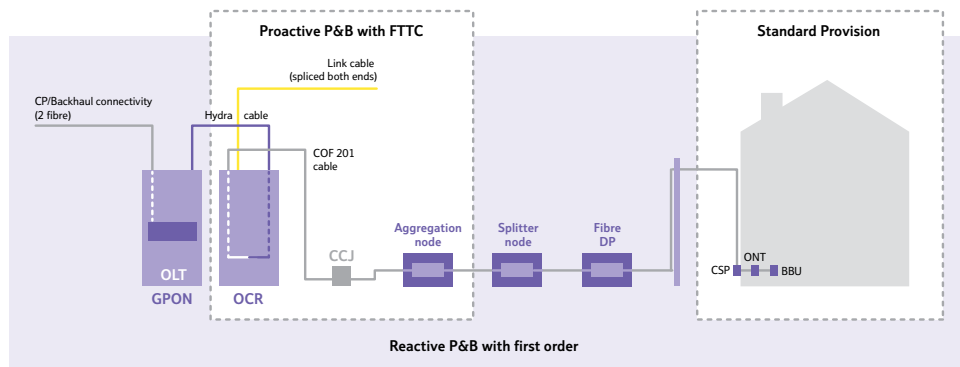 Proactive P&B with FTTC
Standard Provision
Link cable
(spliced both ends)
CP/Backhaul connectivity
(2 fibre)
Hydra cable
COF 201
cable
Aggregation
node
Splitter
node
Fibre
DP
CCJ
CSP
ONT
BBU
OLT
GPON
OCR
Reactive P&B with first order